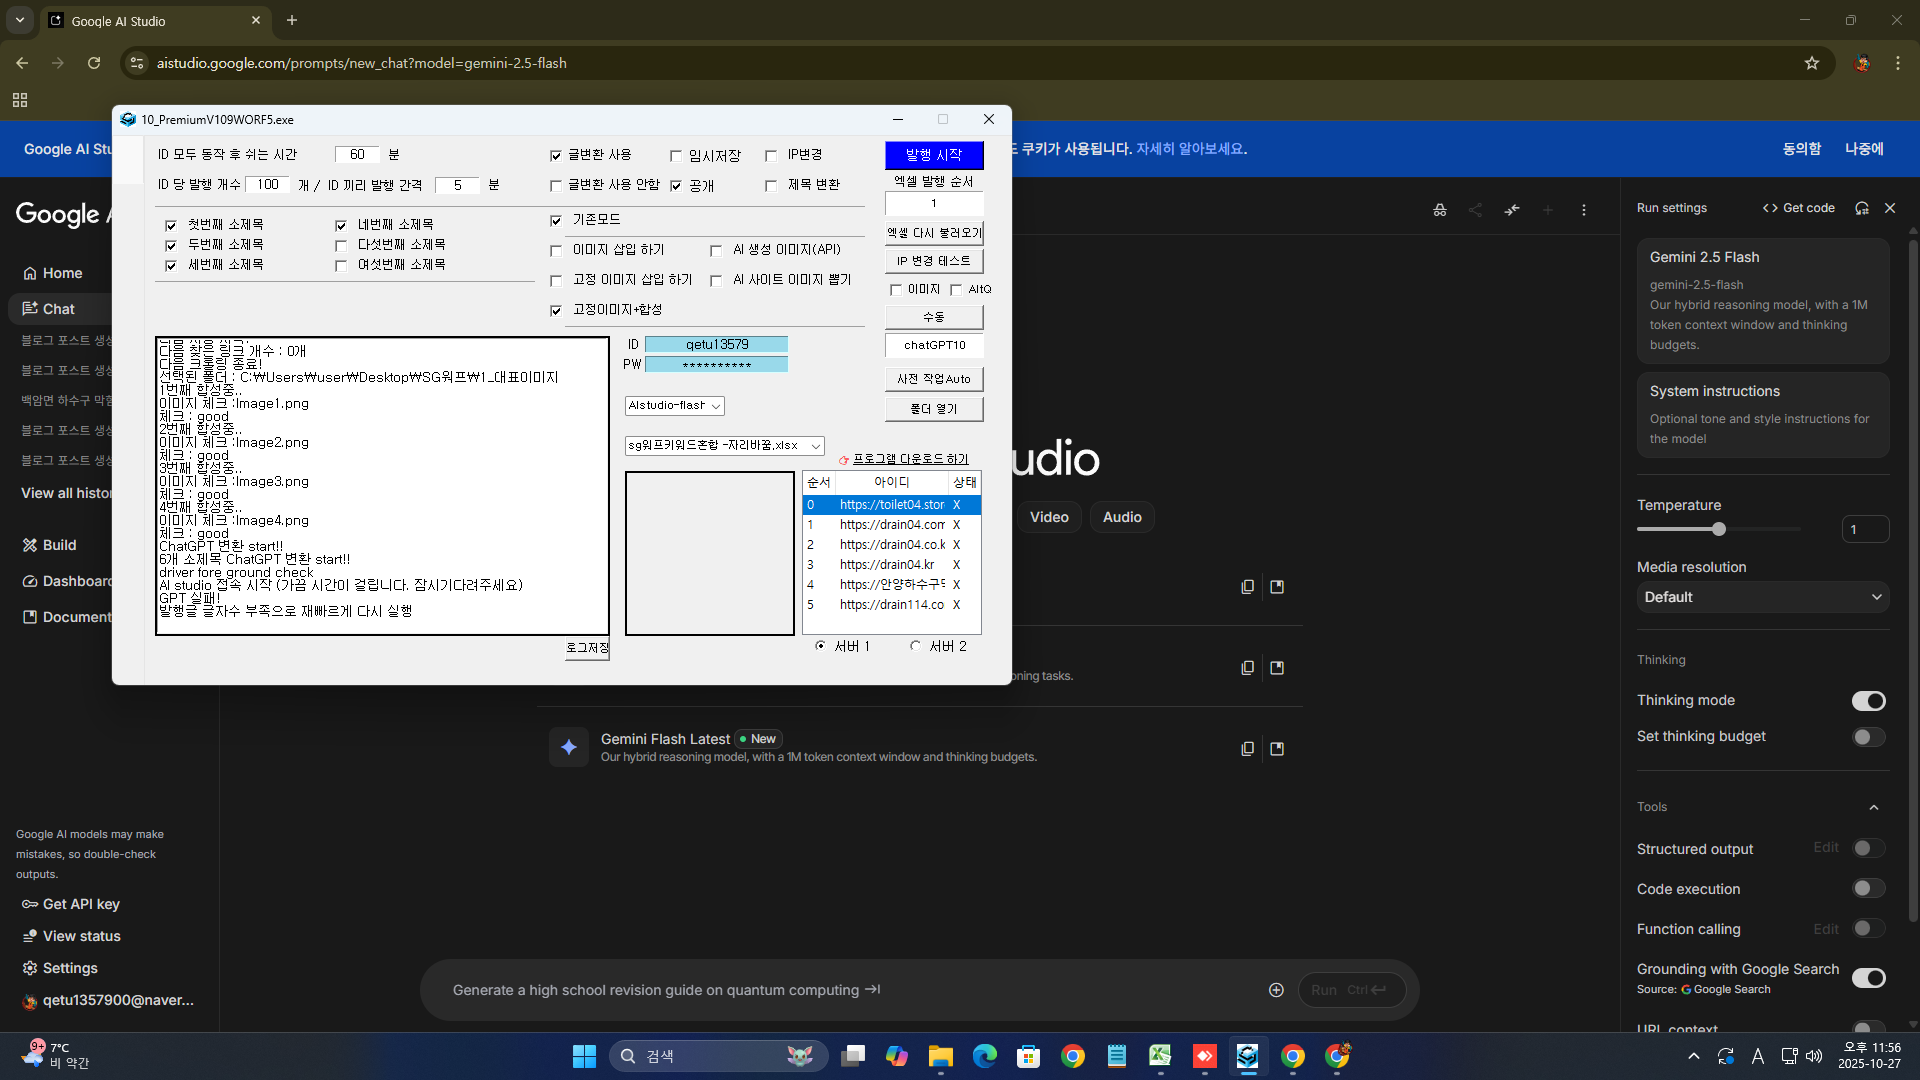 Google AI Studio
aistudio.google.com/prompts/new_chat?model=gemini-2.5-flash
Google AI Stu
드 쿠키가 사용됩니다. 자세히 알아보세요.
동의함
나중에
Google A
Home
Chat
블로그 포스트 생성
블로그 포스트 생성
백암면 하수구 막힘
블로그 포스트 생성
블로그 포스트 생성
View all histor
Build
Dashboard
Document
Google AI models may make
mistakes, so double-check
outputs.
Get API key
View status
Settings
qetu1357900@naver...
10_PremiumV109WORF5.exe
ID 모두 동작 후 쉬는 시간 60 분
ID 당 발행 개수 100 개 / ID 끼리 발행 간격 5 분
글변환 사용
임시저장
IP변경
글변환 사용 안함
공개
제목 변환
첫번째 소제목
네번째 소제목
두번째 소제목
다섯번째 소제목
세번째 소제목
여섯번째 소제목
기존모드
이미지 삽입 하기
AI 생성 이미지(API)
고정 이미지 삽입 하기
AI 사이트 이미지 뽑기
고정이미지+합성
발행 시작
엑셀 발행 순서
1
엑셀 다시 불러오기
IP 변경 테스트
이미지
AltQ
수동
chatGPT10
사전 작업Auto
폴더 열기
다음 찾은 링크 개수 : 0개
다음 크롤링 종료!
선택된 폴더 : C:₩Users₩user₩Desktop₩SG워프₩1_대표이미지
1번째 합성중..
이미지 체크 :Image1.png
체크 : good
2번째 합성중..
이미지 체크 :Image2.png
체크 : good
3번째 합성중..
이미지 체크 :Image3.png
체크 : good
4번째 합성중..
이미지 체크 :Image4.png
체크 : good
ChatGPT 변환 start!!
6개 소제목 ChatGPT 변환 start!!
driver fore ground check
AI studio 접속 시작 (가끔 시간이 걸립니다. 잠시기다려주세요)
GPT 실패!
발행글 글자수 부족으로 재빠르게 다시 실행
로그저장
ID qetu13579
PW **********
AIstudio-flash
sg워프키워드혼합 -자리바꿈.xlsx
프로그램 다운로드 하기
순서 아이디 상태
0 https://toilet04.stor X
1 https://drain04.com X
2 https://drain04.co.k X
3 https://drain04.kr X
4 https://안양하수구막 X
5 https://drain114.co X
서버 1
서버 2
udio
Video
Audio
oning tasks.
Gemini Flash Latest New
Our hybrid reasoning model, with a 1M token context window and thinking budgets.
Generate a high school revision guide on quantum computing
Run Ctrl
Run settings
Get code
Gemini 2.5 Flash
gemini-2.5-flash
Our hybrid reasoning model, with a 1M
token context window and thinking
budgets.
System instructions
Optional tone and style instructions for
the model
Temperature
1
Media resolution
Default
Thinking
Thinking mode
Set thinking budget
Tools
Structured output Edit
Code execution
Function calling Edit
Grounding with Google Search
Source: Google Search
URL context
9+
7°C
비 약간
검색
A
오후 11:56
2025-10-27